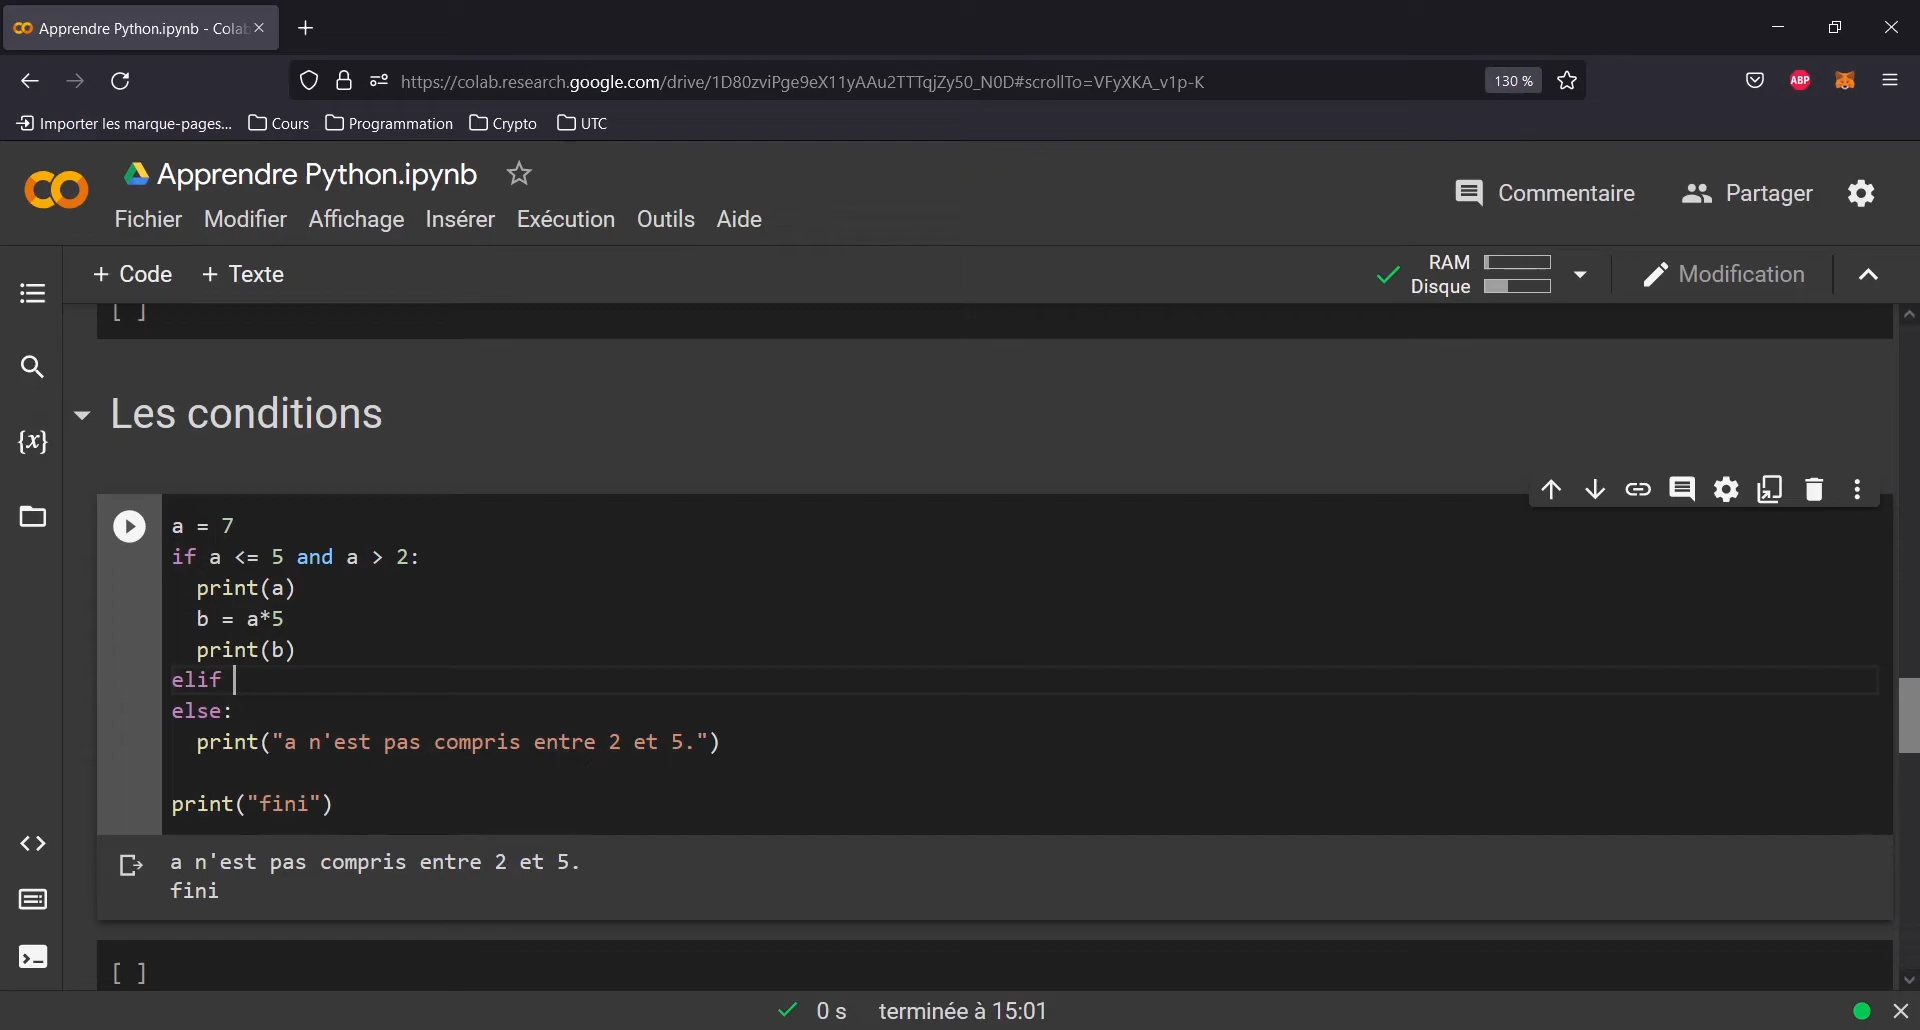 Apprendre Python.ipynb - Colab
https://colab.research.google.com/drive/1D80zviPge9eX11yAAu2TTTqjZy50_N0D#scrollTo=VFyXKA_v1p-K
130 %
ABP
Importer les marque-pages...
Cours
Programmation
Crypto
UTC
Apprendre Python.ipynb
Commentaire
Partager
Fichier
Modifier
Affichage
Insérer
Exécution
Outils
Aide
+ Code
+ Texte
RAM
Disque
Modification
[ ]
Les conditions
{x}
a = 7
if a <= 5 and a > 2:
print(a)
b = a*5
print(b)
elif
else:
print("a n'est pas compris entre 2 et 5.")
print("fini")
a n'est pas compris entre 2 et 5.
fini
[ ]
0 s
terminée à 15:01